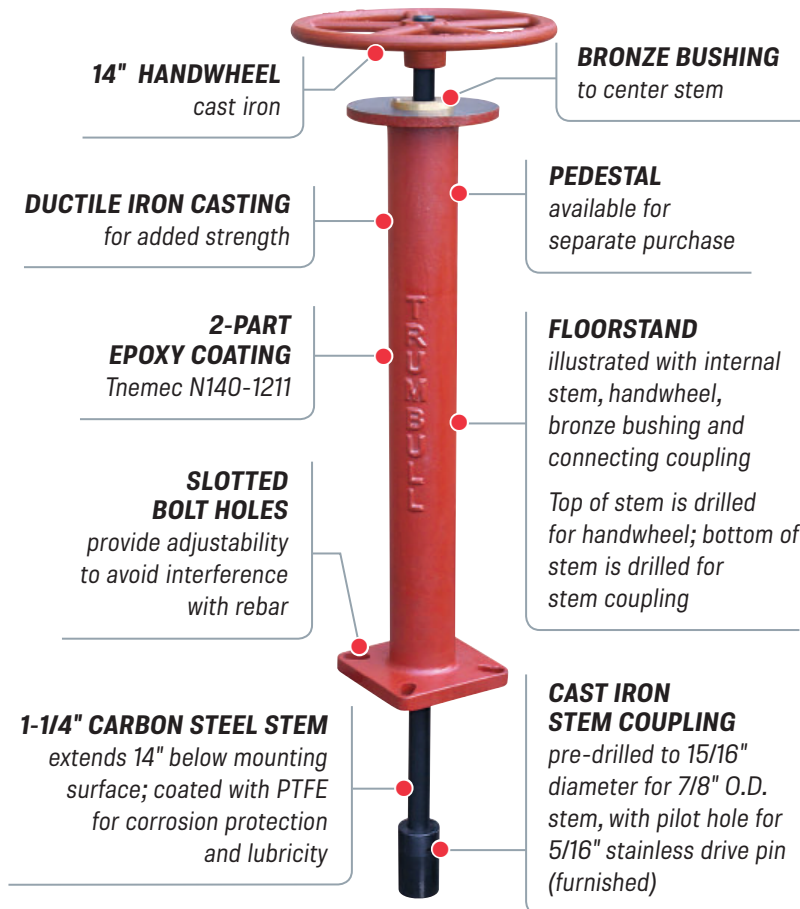 14" HANDWHEEL
cast iron
BRONZE BUSHING
to center stem
DUCTILE IRON CASTING
for added strength
PEDESTAL
available for
separate purchase
2-PART
EPOXY COATING
Tnemec N140-1211
FLOORSTAND
illustrated with internal
stem, handwheel,
bronze bushing and
connecting coupling
Top of stem is drilled
for handwheel; bottom of
stem is drilled for
stem coupling
TRUMBULL
SLOTTED
BOLT HOLES
provide adjustability
to avoid interference
with rebar
1-1/4" CARBON STEEL STEM
extends 14" below mounting
surface; coated with PTFE
for corrosion protection
and lubricity
CAST IRON
STEM COUPLING
pre-drilled to 15/16"
diameter for 7/8" O.D.
stem, with pilot hole for
5/16" stainless drive pin
(furnished)